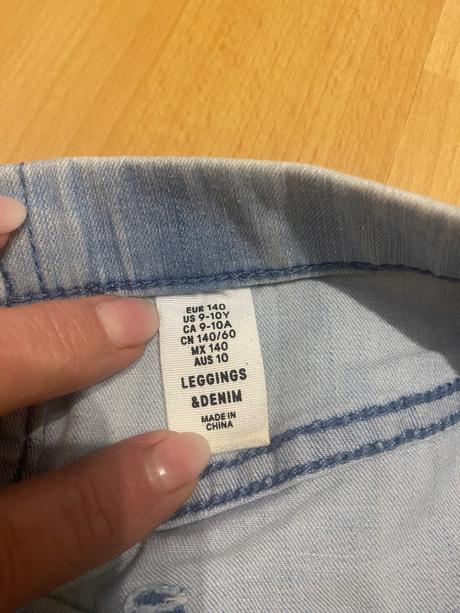 EUR 140
US 9-10Y
CA 9-10A
CN 140/60
MX 140
AUS 10
LEGGINGS
&DENIM
MADE IN
CHINA